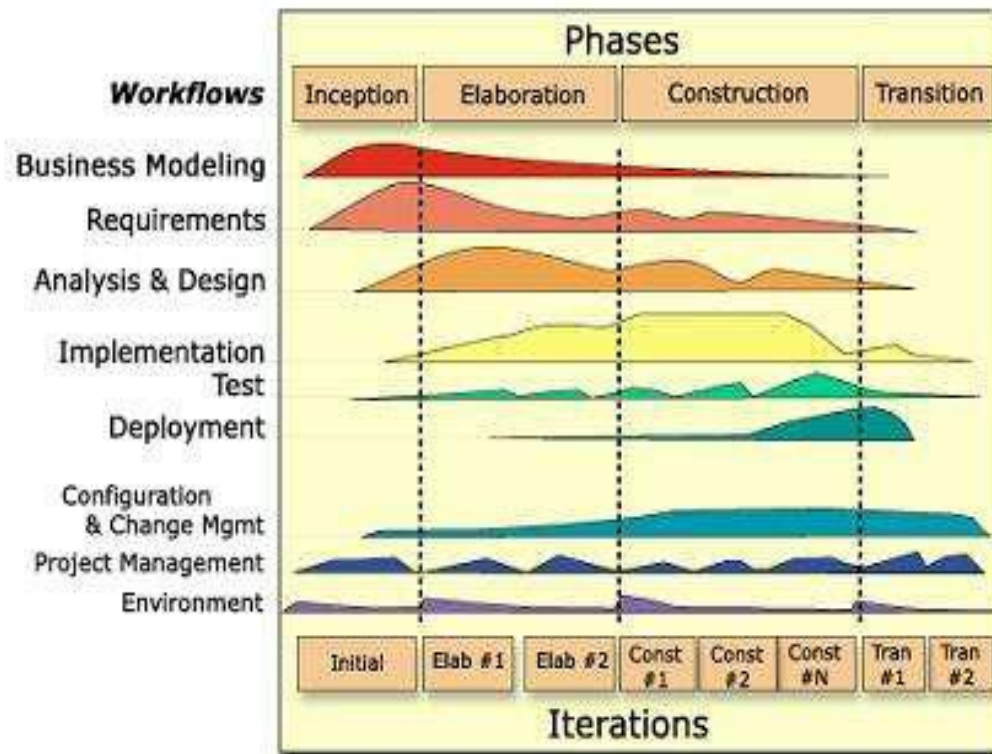 Phases
Workflows
Inception
Elaboration
Construction
Transition
Business Modeling
Requirements
Analysis & Design
Implementation
Test
Deployment
Configuration
& Change Mgmt
Project Management
Environment
Initial
Elab #1
Elab #2
Const
#1
Const
#2
Const
#N
Tran
#1
Tran
#2
Iterations